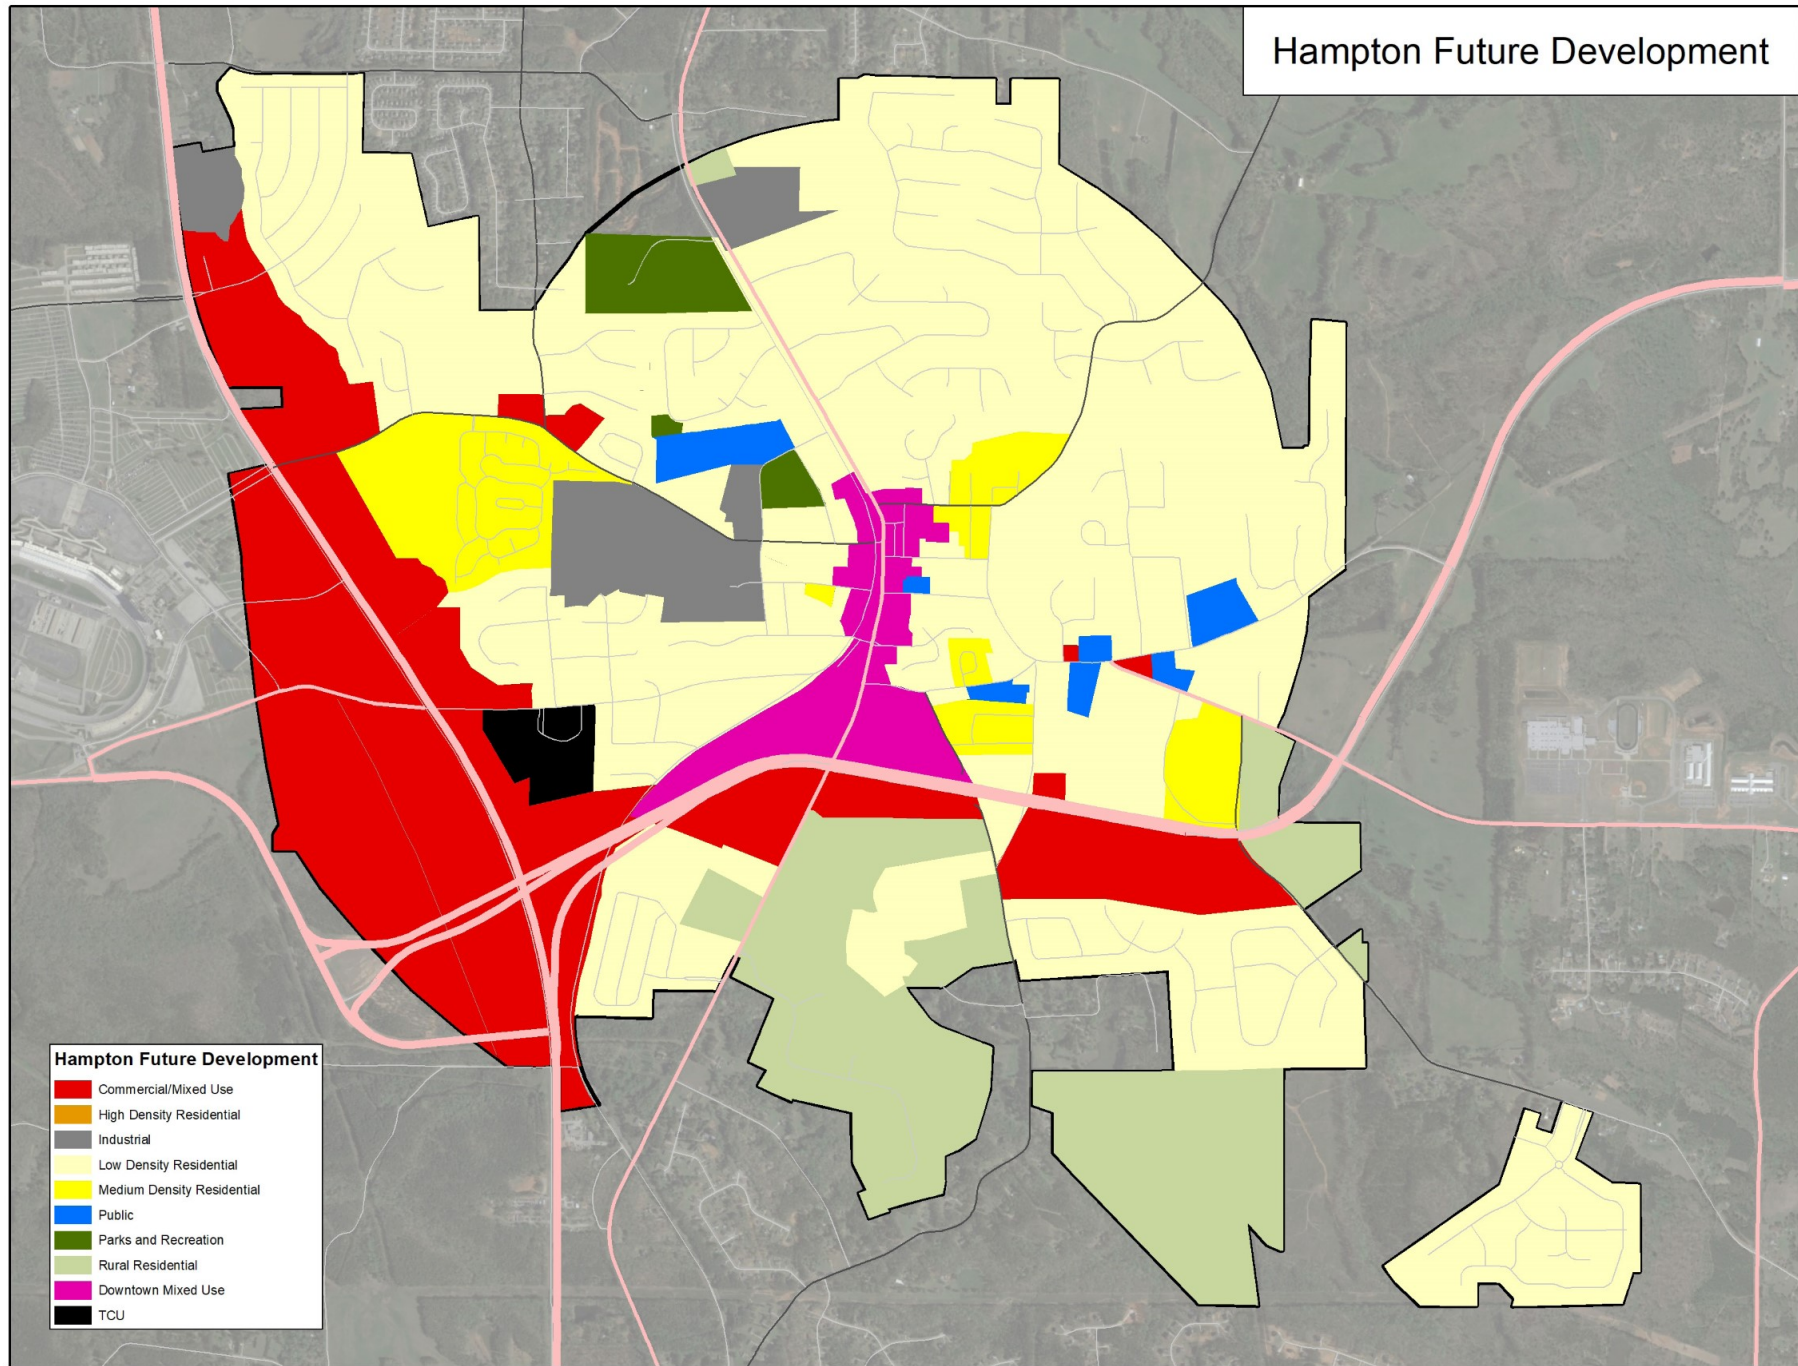 Hampton Future Development
Hampton Future Development
Commercial/Mixed Use
High Density Residential
Industrial
Low Density Residential
Medium Density Residential
Public
Parks and Recreation
Rural Residential
Downtown Mixed Use
TCU